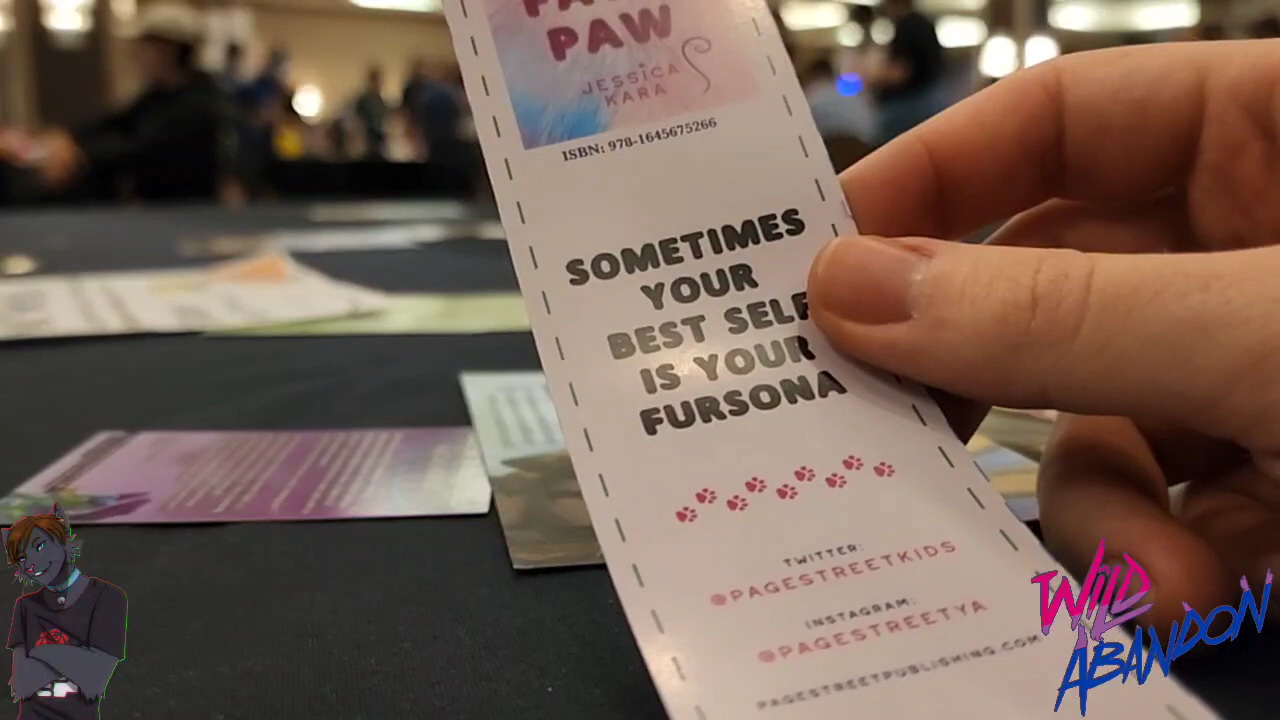 PAW
JESSICA
KARA
ISBN: 978-1645675266
SOMETIMES
YOUR
BEST SELF
IS YOUR
FURSONA
TWITTER:
@PAGESTREETKIDS
INSTAGRAM:
@PAGESTREETYA
PAGESTREETPUBLISHING.COM
WILD
ABANDON